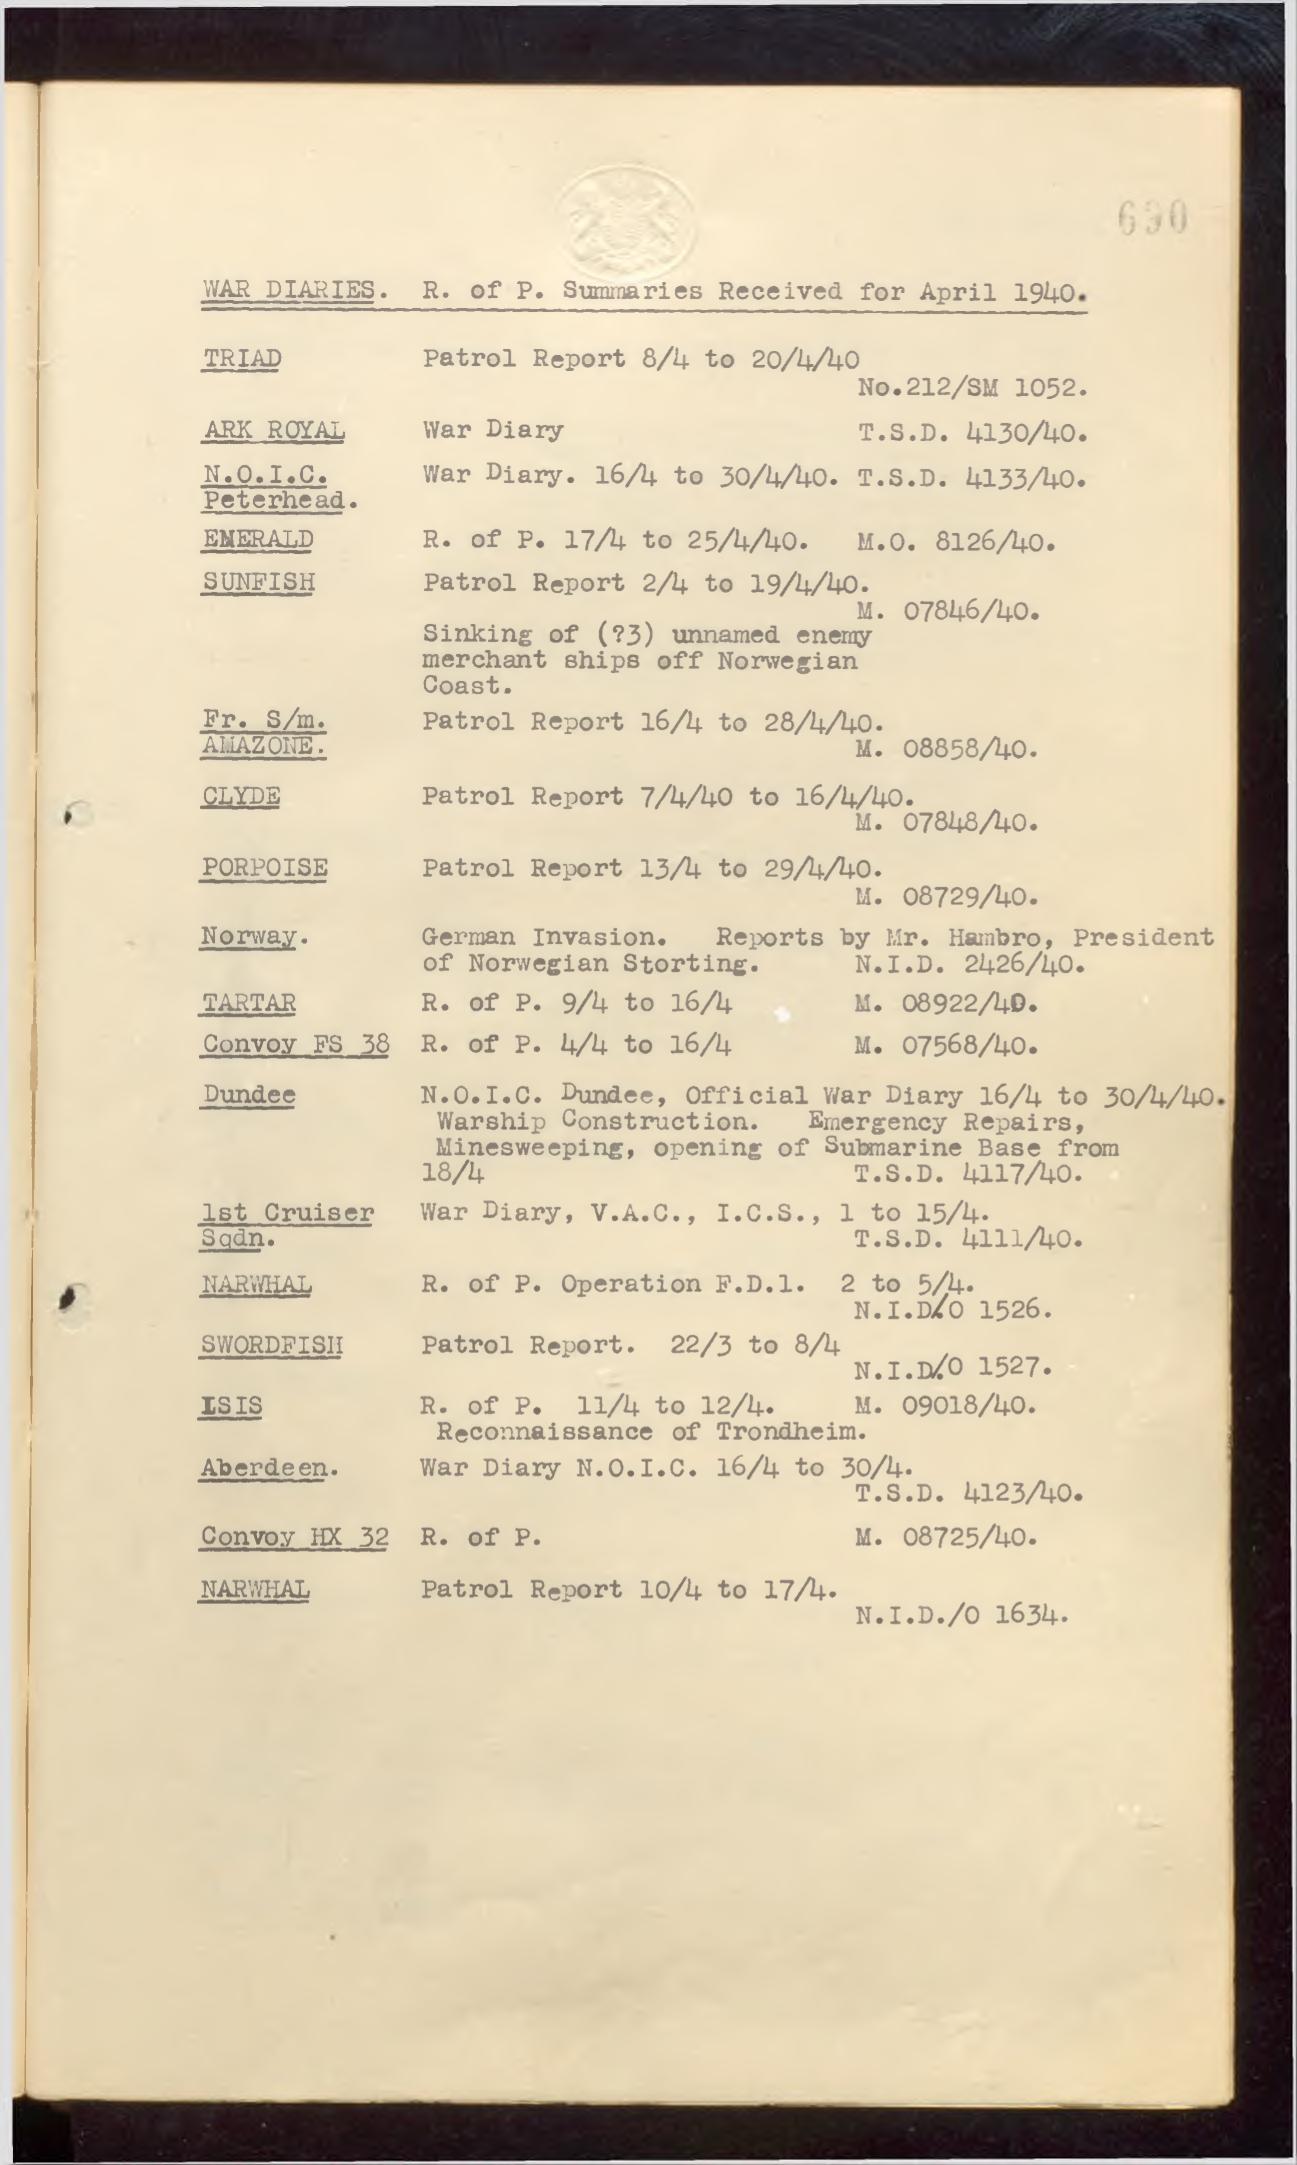 690
WAR DIARIES. R. of P. Summaries Received for April 1940.
TRIAD Patrol Report 8/4 to 20/4/40
No.212/SM 1052.
ARK ROYAL War Diary T.S.D. 4130/40.
N.O.I.C. War Diary. 16/4 to 30/4/40. T.S.D. 4133/40.
Peterhead.
EMERALD R. of P. 17/4 to 25/4/40. M.O. 8126/40.
SUNFISH Patrol Report 2/4 to 19/4/40.
M. 07846/40.
Sinking of (?3) unnamed enemy
merchant ships off Norwegian
Coast.
Fr. S/m. Patrol Report 16/4 to 28/4/40.
AMAZONE. M. 08858/40.
CLYDE Patrol Report 7/4/40 to 16/4/40.
M. 07848/40.
PORPOISE Patrol Report 13/4 to 29/4/40.
M. 08729/40.
Norway. German Invasion. Reports by Mr. Hambro, President
of Norwegian Storting. N.I.D. 2426/40.
TARTAR R. of P. 9/4 to 16/4 M. 08922/40.
Convoy FS 38 R. of P. 4/4 to 16/4 M. 07568/40.
Dundee N.O.I.C. Dundee, Official War Diary 16/4 to 30/4/40.
Warship Construction. Emergency Repairs,
Minesweeping, opening of Submarine Base from
18/4 T.S.D. 4117/40.
1st Cruiser War Diary, V.A.C., I.C.S., 1 to 15/4.
Sqdn. T.S.D. 4111/40.
NARWHAL R. of P. Operation F.D.1. 2 to 5/4.
N.I.D./O 1526.
SWORDFISH Patrol Report. 22/3 to 8/4
N.I.D./O 1527.
ISIS R. of P. 11/4 to 12/4. M. 09018/40.
Reconnaissance of Trondheim.
Aberdeen. War Diary N.O.I.C. 16/4 to 30/4.
T.S.D. 4123/40.
Convoy HX 32 R. of P. M. 08725/40.
NARWHAL Patrol Report 10/4 to 17/4.
N.I.D./O 1634.